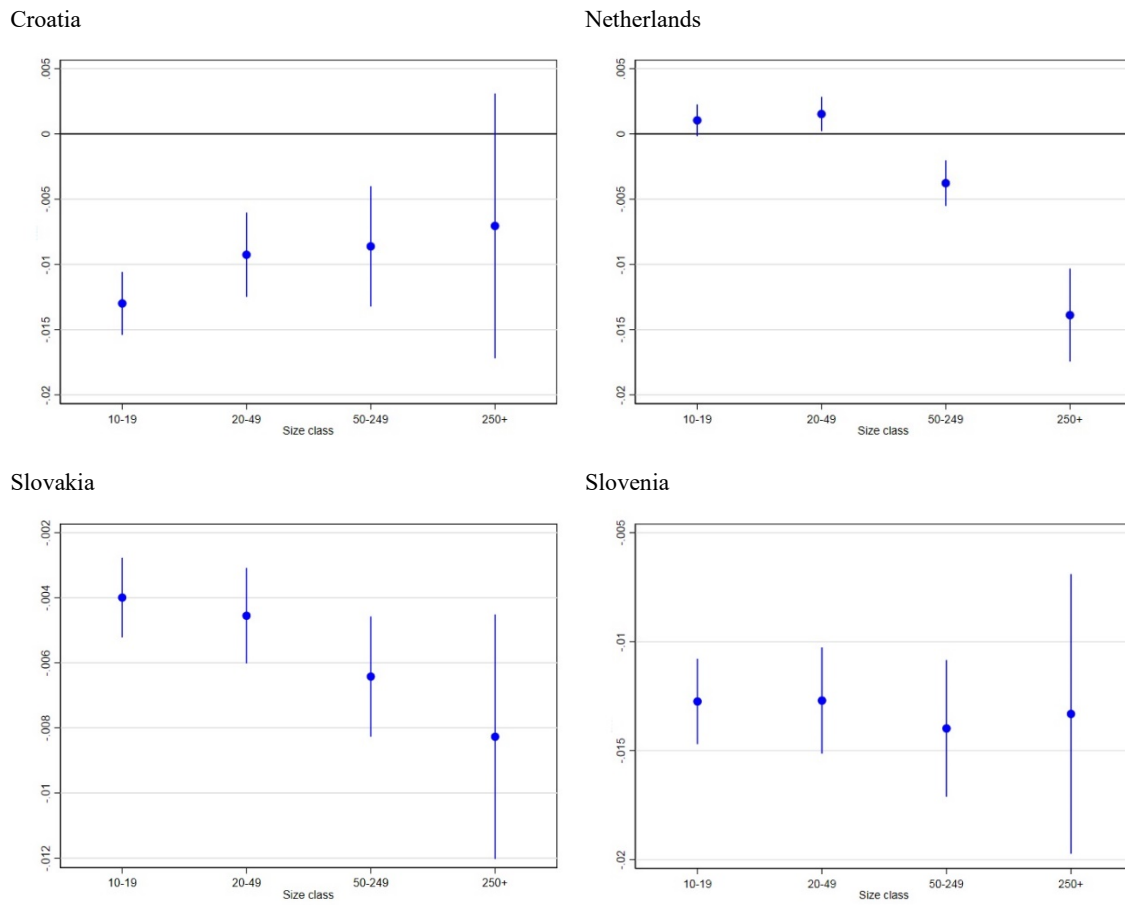 Croatia
.005
0
-.005
-.01
-.015
-.02
10-19 20-49 50-249 250+
Size class
Netherlands
.005
0
-.005
-.01
-.015
-.02
10-19 20-49 50-249 250+
Size class
Slovakia
-.002
-.004
-.006
-.008
-.01
-.012
10-19 20-49 50-249 250+
Size class
Slovenia
-.005
-.01
-.015
-.02
10-19 20-49 50-249 250+
Size class